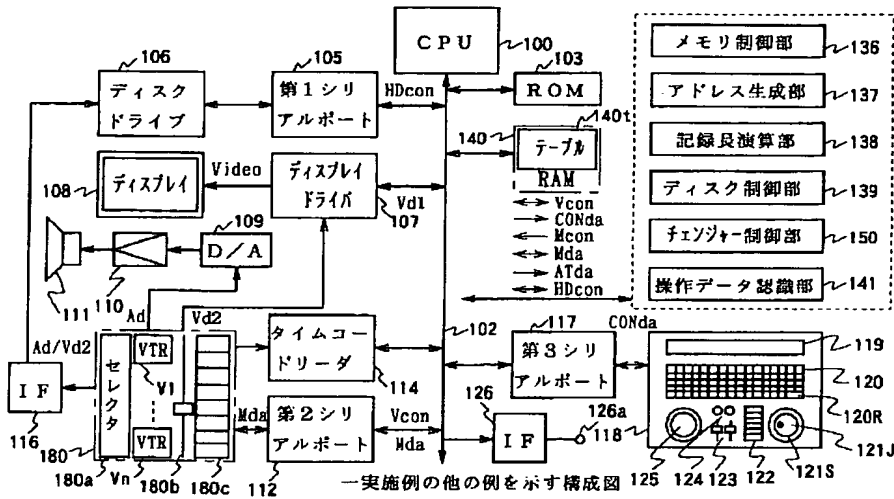 CPU
100
106
105
103
ディスク
ドライブ
第1シリ
アルポート
HDcon
ROM
140
140t
テーブル
RAM
108
ディスプレイ
Video
ディスプレイ
ドライバ
107
Vd1
Vcon
CONda
Mcon
Mda
ATda
HDcon
メモリ制御部
136
アドレス生成部
137
記録長演算部
138
ディスク制御部
139
チェンジャー制御部
150
操作データ認識部
141
109
D/A
110
111
Ad
Vd2
Ad/Vd2
IF
116
セレクタ
VTR
V1
VTR
Vn
180
180a
180b
180c
タイムコー
ドリーダ
114
Mda
第2シリ
アルポート
112
Vcon
Mda
102
117
第3シリ
アルポート
CONda
126
IF
126a
118
119
120
120R
121J
121S
122
123
124
125
一実施例の他の例を示す構成図